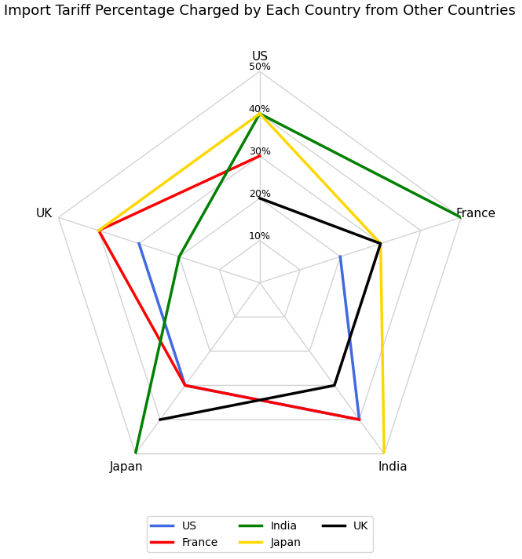 Import Tariff Percentage Charged by Each Country from Other Countries
US
50%
40%
30%
20%
10%
UK
France
Japan
India
US
India
UK
France
Japan